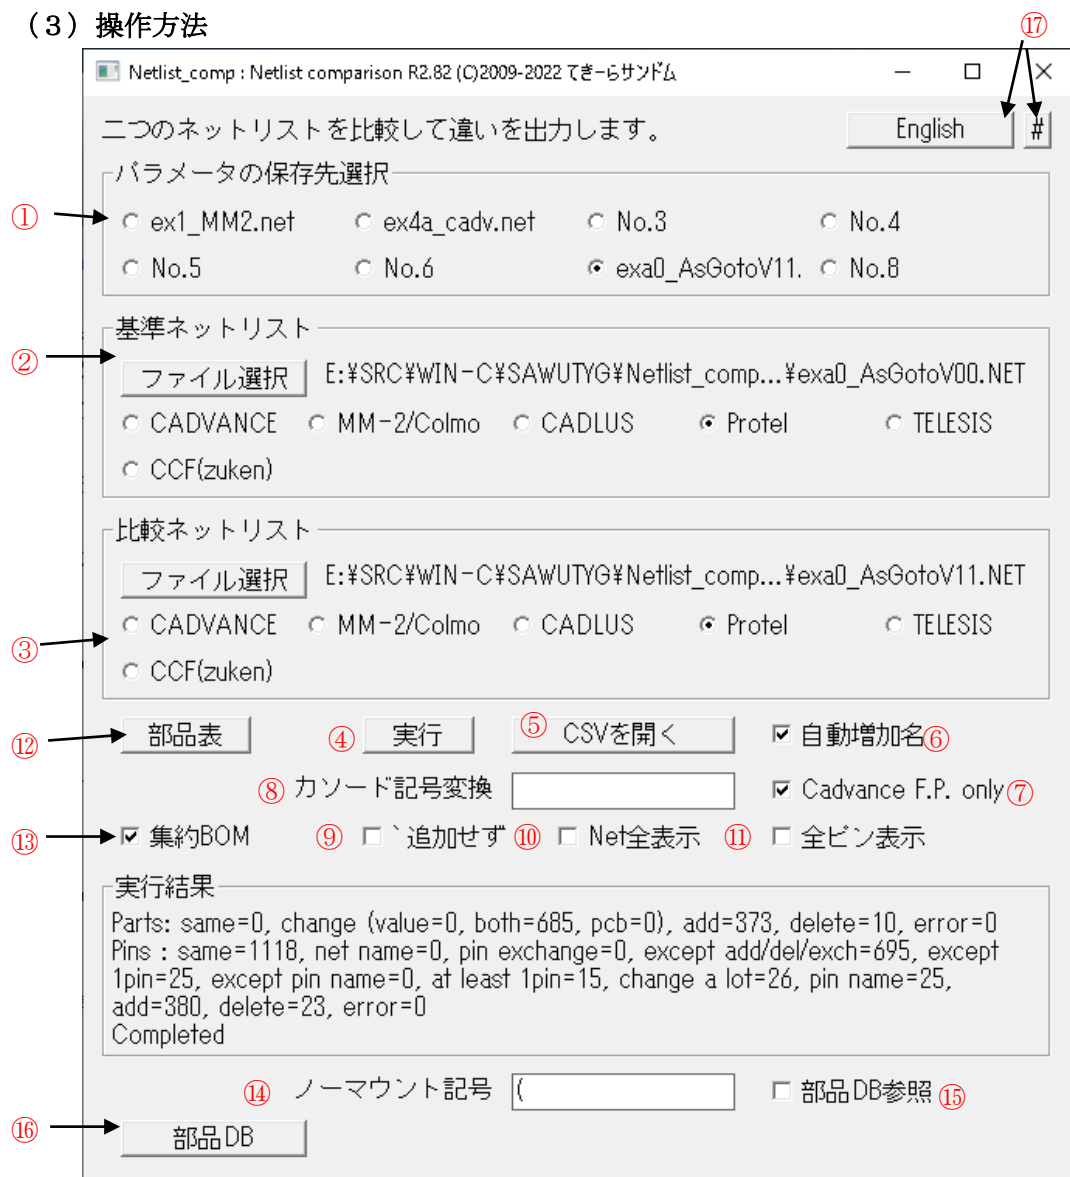 （3）操作方法
⑰
Netlist_comp : Netlist comparison R2.82 (C)2009-2022 てきーらサンドム
二つのネットリストを比較して違いを出力します。 English #
パラメータの保存先選択
① ex1_MM2.net ex4a_cadv.net No.3 No.4
No.5 No.6 exa0_AsGotoV11. No.8
基準ネットリスト
② ファイル選択 E:¥SRC¥WIN-C¥SAWUTYG¥Netlist_comp...¥exa0_AsGotoV00.NET
CADVANCE MM-2/Colmo CADLUS Protel TELESIS
CCF(zuken)
比較ネットリスト
ファイル選択 E:¥SRC¥WIN-C¥SAWUTYG¥Netlist_comp...¥exa0_AsGotoV11.NET
③ CADVANCE MM-2/Colmo CADLUS Protel TELESIS
CCF(zuken)
⑫ 部品表 ④ 実行 ⑤ CSVを開く 自動増加名⑥
⑧ カソード記号変換 Cadvance F.P. only⑦
⑬ 集約BOM ⑨ `追加せず ⑩ Net全表示 ⑪ 全ピン表示
実行結果
Parts: same=0, change (value=0, both=685, pcb=0), add=373, delete=10, error=0
Pins : same=1118, net name=0, pin exchange=0, except add/del/exch=695, except
1pin=25, except pin name=0, at least 1pin=15, change a lot=26, pin name=25,
add=380, delete=23, error=0
Completed
⑭ ノーマウント記号 ( 部品DB参照⑮
⑯ 部品DB